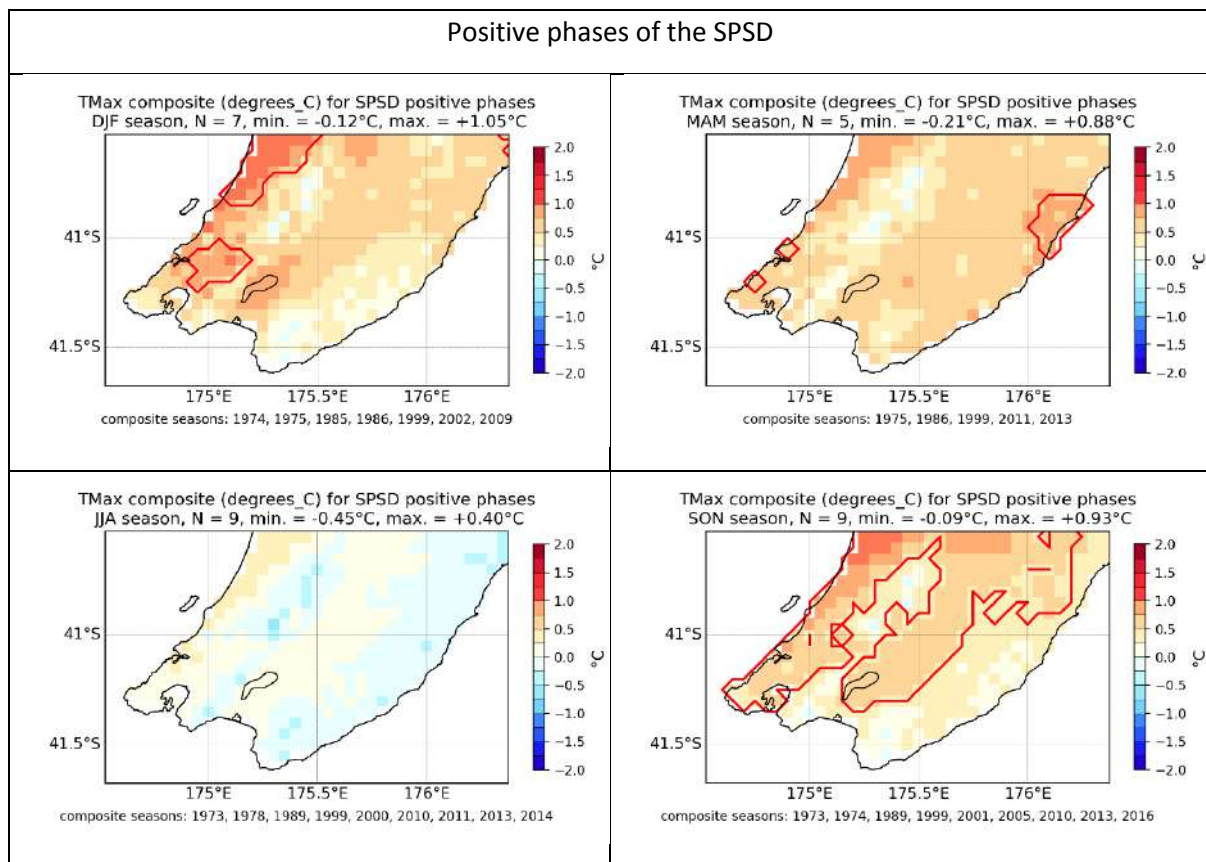 Positive phases of the SPSD
TMax composite (degrees_C) for SPSD positive phases
DJF season, N = 7, min. = -0.12°C, max. = +1.05°C
2.0
1.5
1.0
0.5
0.0
−0.5
−1.0
−1.5
−2.0
°C
41°S
41.5°S
175°E 175.5°E 176°E
composite seasons: 1974, 1975, 1985, 1986, 1999, 2002, 2009
TMax composite (degrees_C) for SPSD positive phases
MAM season, N = 5, min. = -0.21°C, max. = +0.88°C
2.0
1.5
1.0
0.5
0.0
−0.5
−1.0
−1.5
−2.0
°C
41°S
41.5°S
175°E 175.5°E 176°E
composite seasons: 1975, 1986, 1999, 2011, 2013
TMax composite (degrees_C) for SPSD positive phases
JJA season, N = 9, min. = -0.45°C, max. = +0.40°C
2.0
1.5
1.0
0.5
0.0
−0.5
−1.0
−1.5
−2.0
°C
41°S
41.5°S
175°E 175.5°E 176°E
composite seasons: 1973, 1978, 1989, 1999, 2000, 2010, 2011, 2013, 2014
TMax composite (degrees_C) for SPSD positive phases
SON season, N = 9, min. = -0.09°C, max. = +0.93°C
2.0
1.5
1.0
0.5
0.0
−0.5
−1.0
−1.5
−2.0
°C
41°S
41.5°S
175°E 175.5°E 176°E
composite seasons: 1973, 1974, 1989, 1999, 2001, 2005, 2010, 2013, 2016